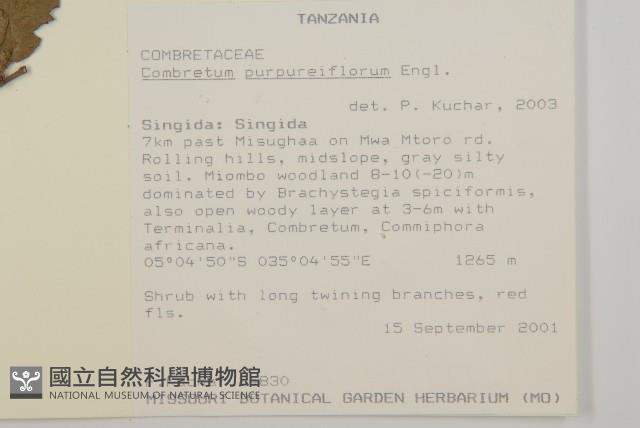 TANZANIA
COMBRETACEAE
Combretum purpureiflorum Engl.
det. P. Kuchar, 2003
Singida: Singida
7km past Misughaa on Mwa Mtoro rd.
Rolling hills, midslope, gray silty
soil. Miombo woodland 8-10(-20)m
dominated by Brachystegia spiciformis,
also open woody layer at 3-6m with
Terminalia, Combretum, Commiphora
africana.
05°04'50"S 035°04'55"E 1265 m
Shrub with long twining branches, red
fls.
15 September 2001
國立自然科學博物館
NATIONAL MUSEUM OF NATURAL SCIENCE
MISSOURI BOTANICAL GARDEN HERBARIUM (MO)